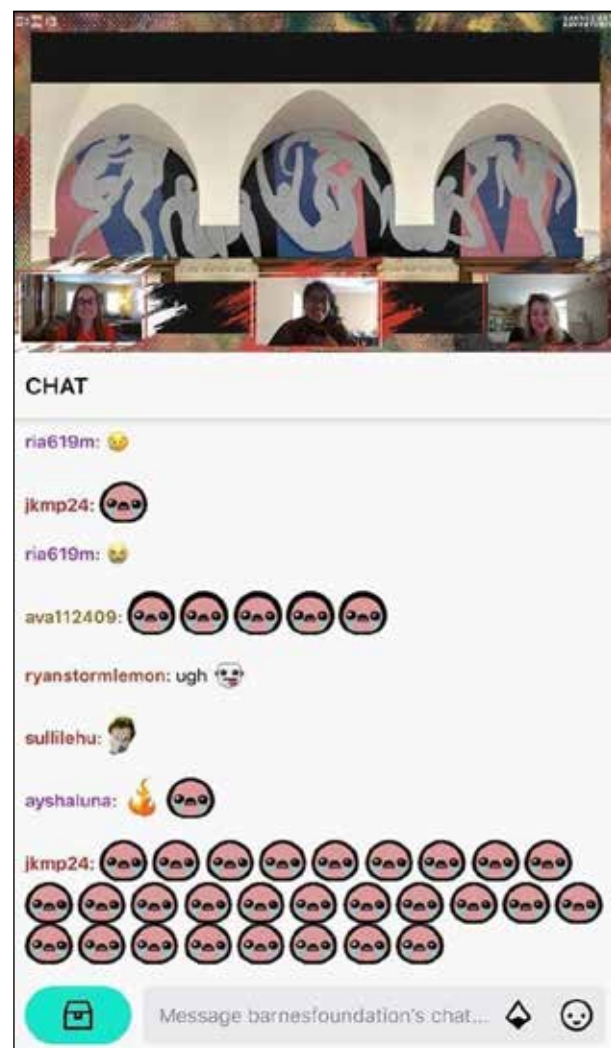 CHAT
ria619m:
jkmp24:
ria619m:
ava112409:
ryanstormlemon: ugh
sullilehu:
ayshaluna:
jkmp24:
Message barnesfoundation's chat...